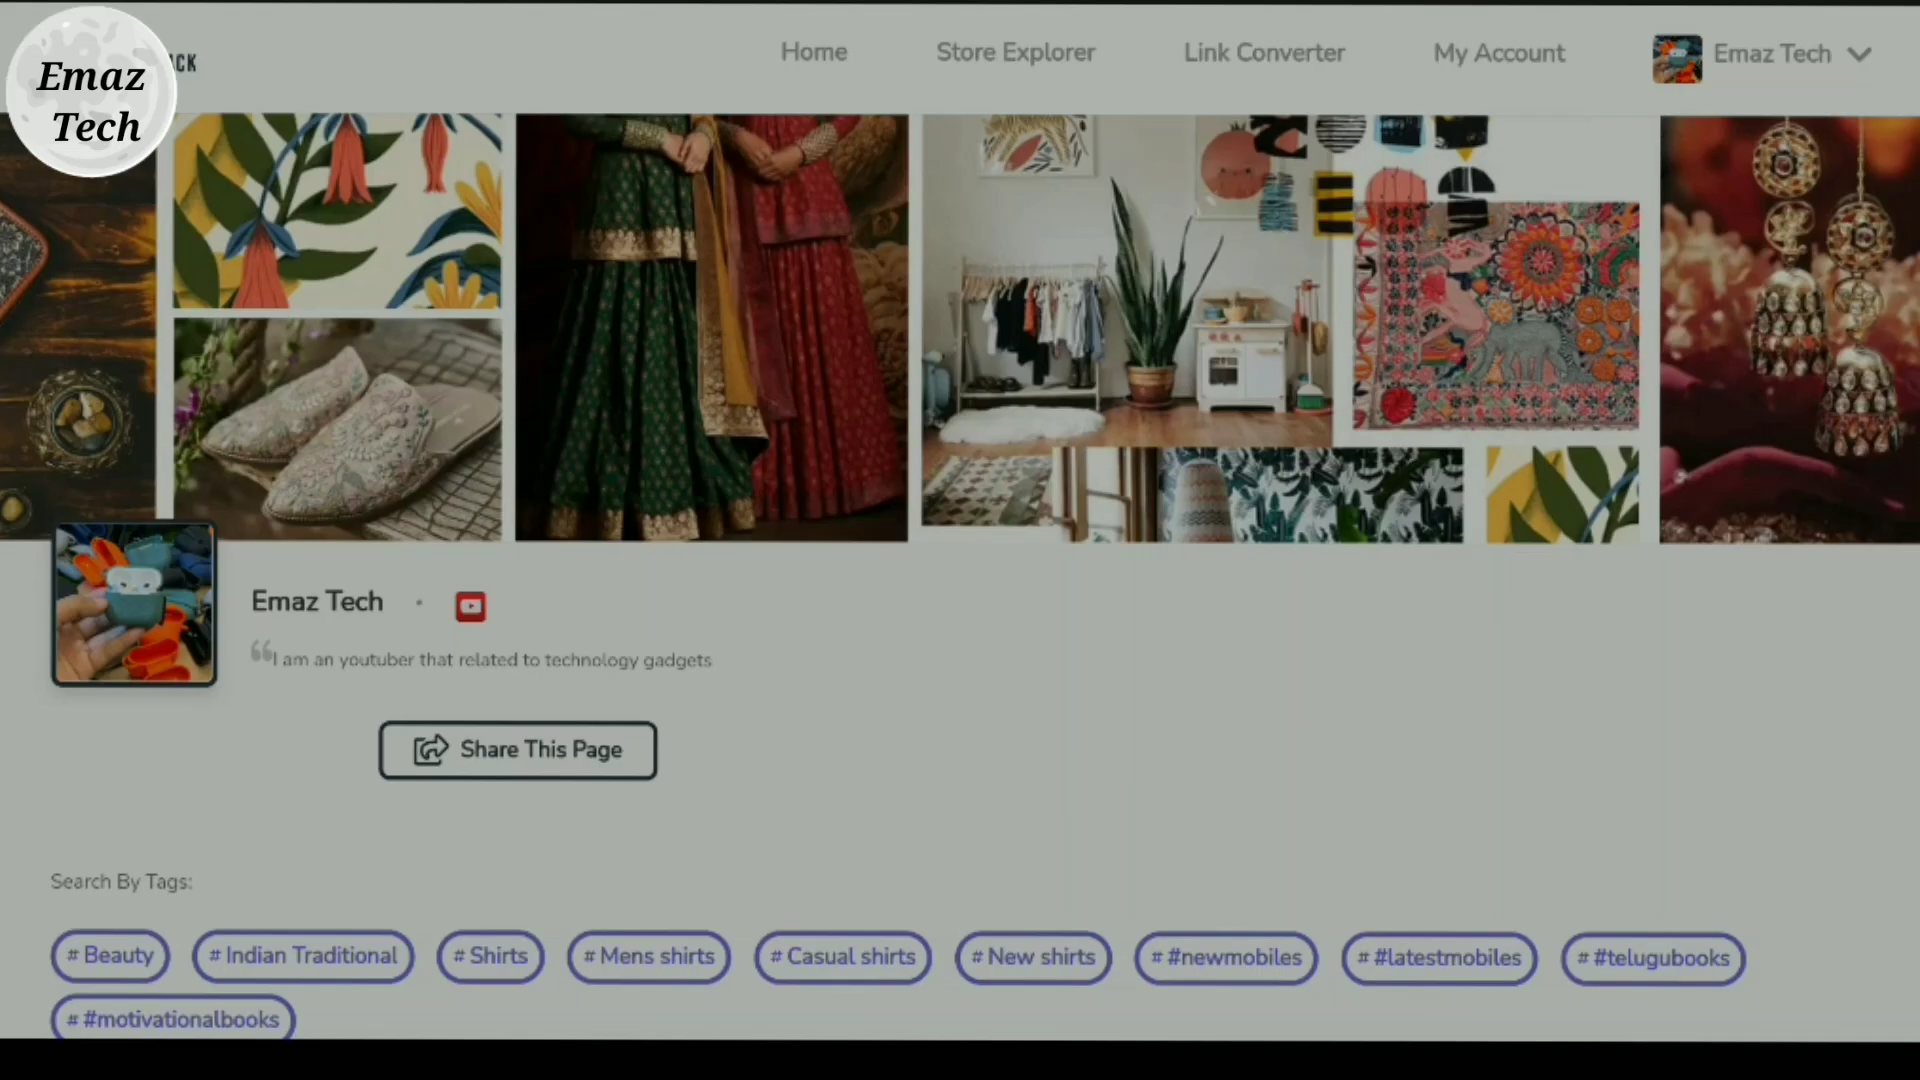 Emaz
Tech
ACK
Home
Store Explorer
Link Converter
My Account
Emaz Tech
Emaz Tech
“I am an youtuber that related to technology gadgets
Share This Page
Search By Tags:
# Beauty
# Indian Traditional
# Shirts
# Mens shirts
# Casual shirts
# New shirts
# #newmobiles
# #latestmobiles
# #telugubooks
# #motivationalbooks